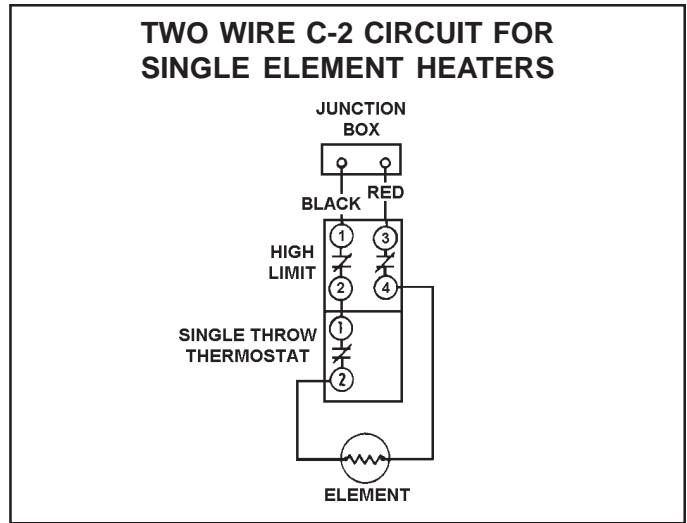 TWO WIRE C-2 CIRCUIT FOR
SINGLE ELEMENT HEATERS
JUNCTION
BOX
BLACK
RED
HIGH
LIMIT
1
3
2
4
SINGLE THROW
THERMOSTAT
1
2
ELEMENT